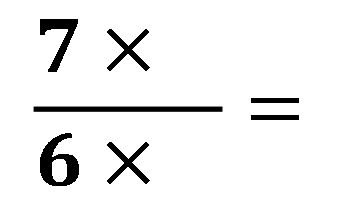 7 ×
6 ×
=